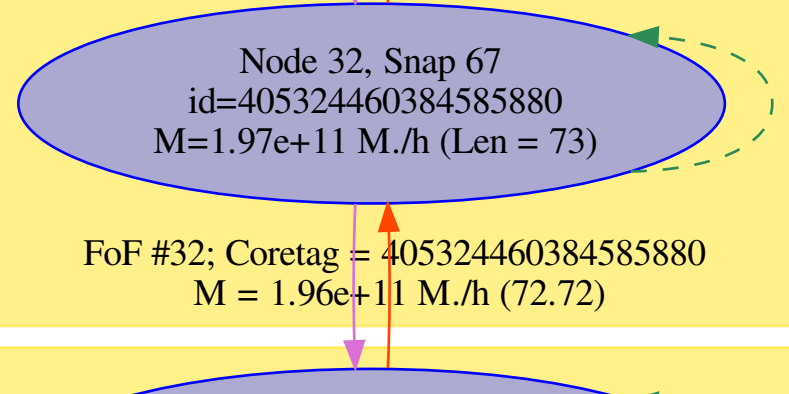 Node 32, Snap 67
id=405324460384585880
M=1.97e+11 M./h (Len = 73)
FoF #32; Coretag = 405324460384585880
M = 1.96e+11 M./h (72.72)